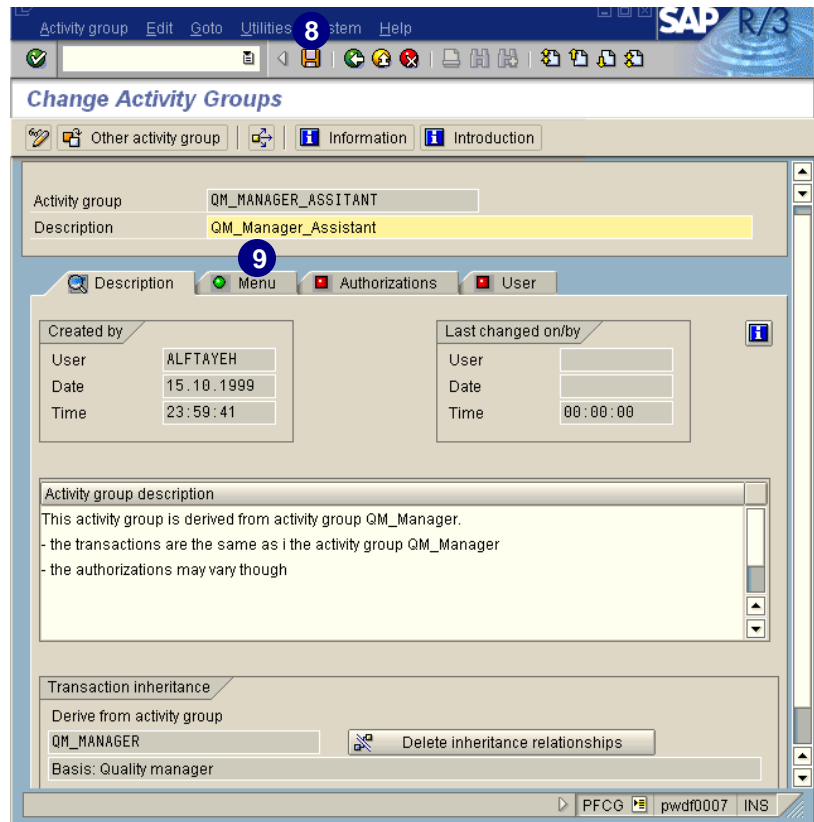 Activity group Edit Goto Utilities 8 stem Help
SAP R/3
Change Activity Groups
Other activity group Information Introduction
Activity group QM_MANAGER_ASSITANT
Description QM_Manager_Assistant
9
Description Menu Authorizations User
Created by Last changed on/by
User ALFTAYEH User
Date 15.10.1999 Date
Time 23:59:41 Time 00:00:00
Activity group description
This activity group is derived from activity group QM_Manager.
- the transactions are the same as i the activity group QM_Manager
- the authorizations may vary though
Transaction inheritance
Derive from activity group
QM_MANAGER Delete inheritance relationships
Basis: Quality manager
PFCG pwdf0007 INS